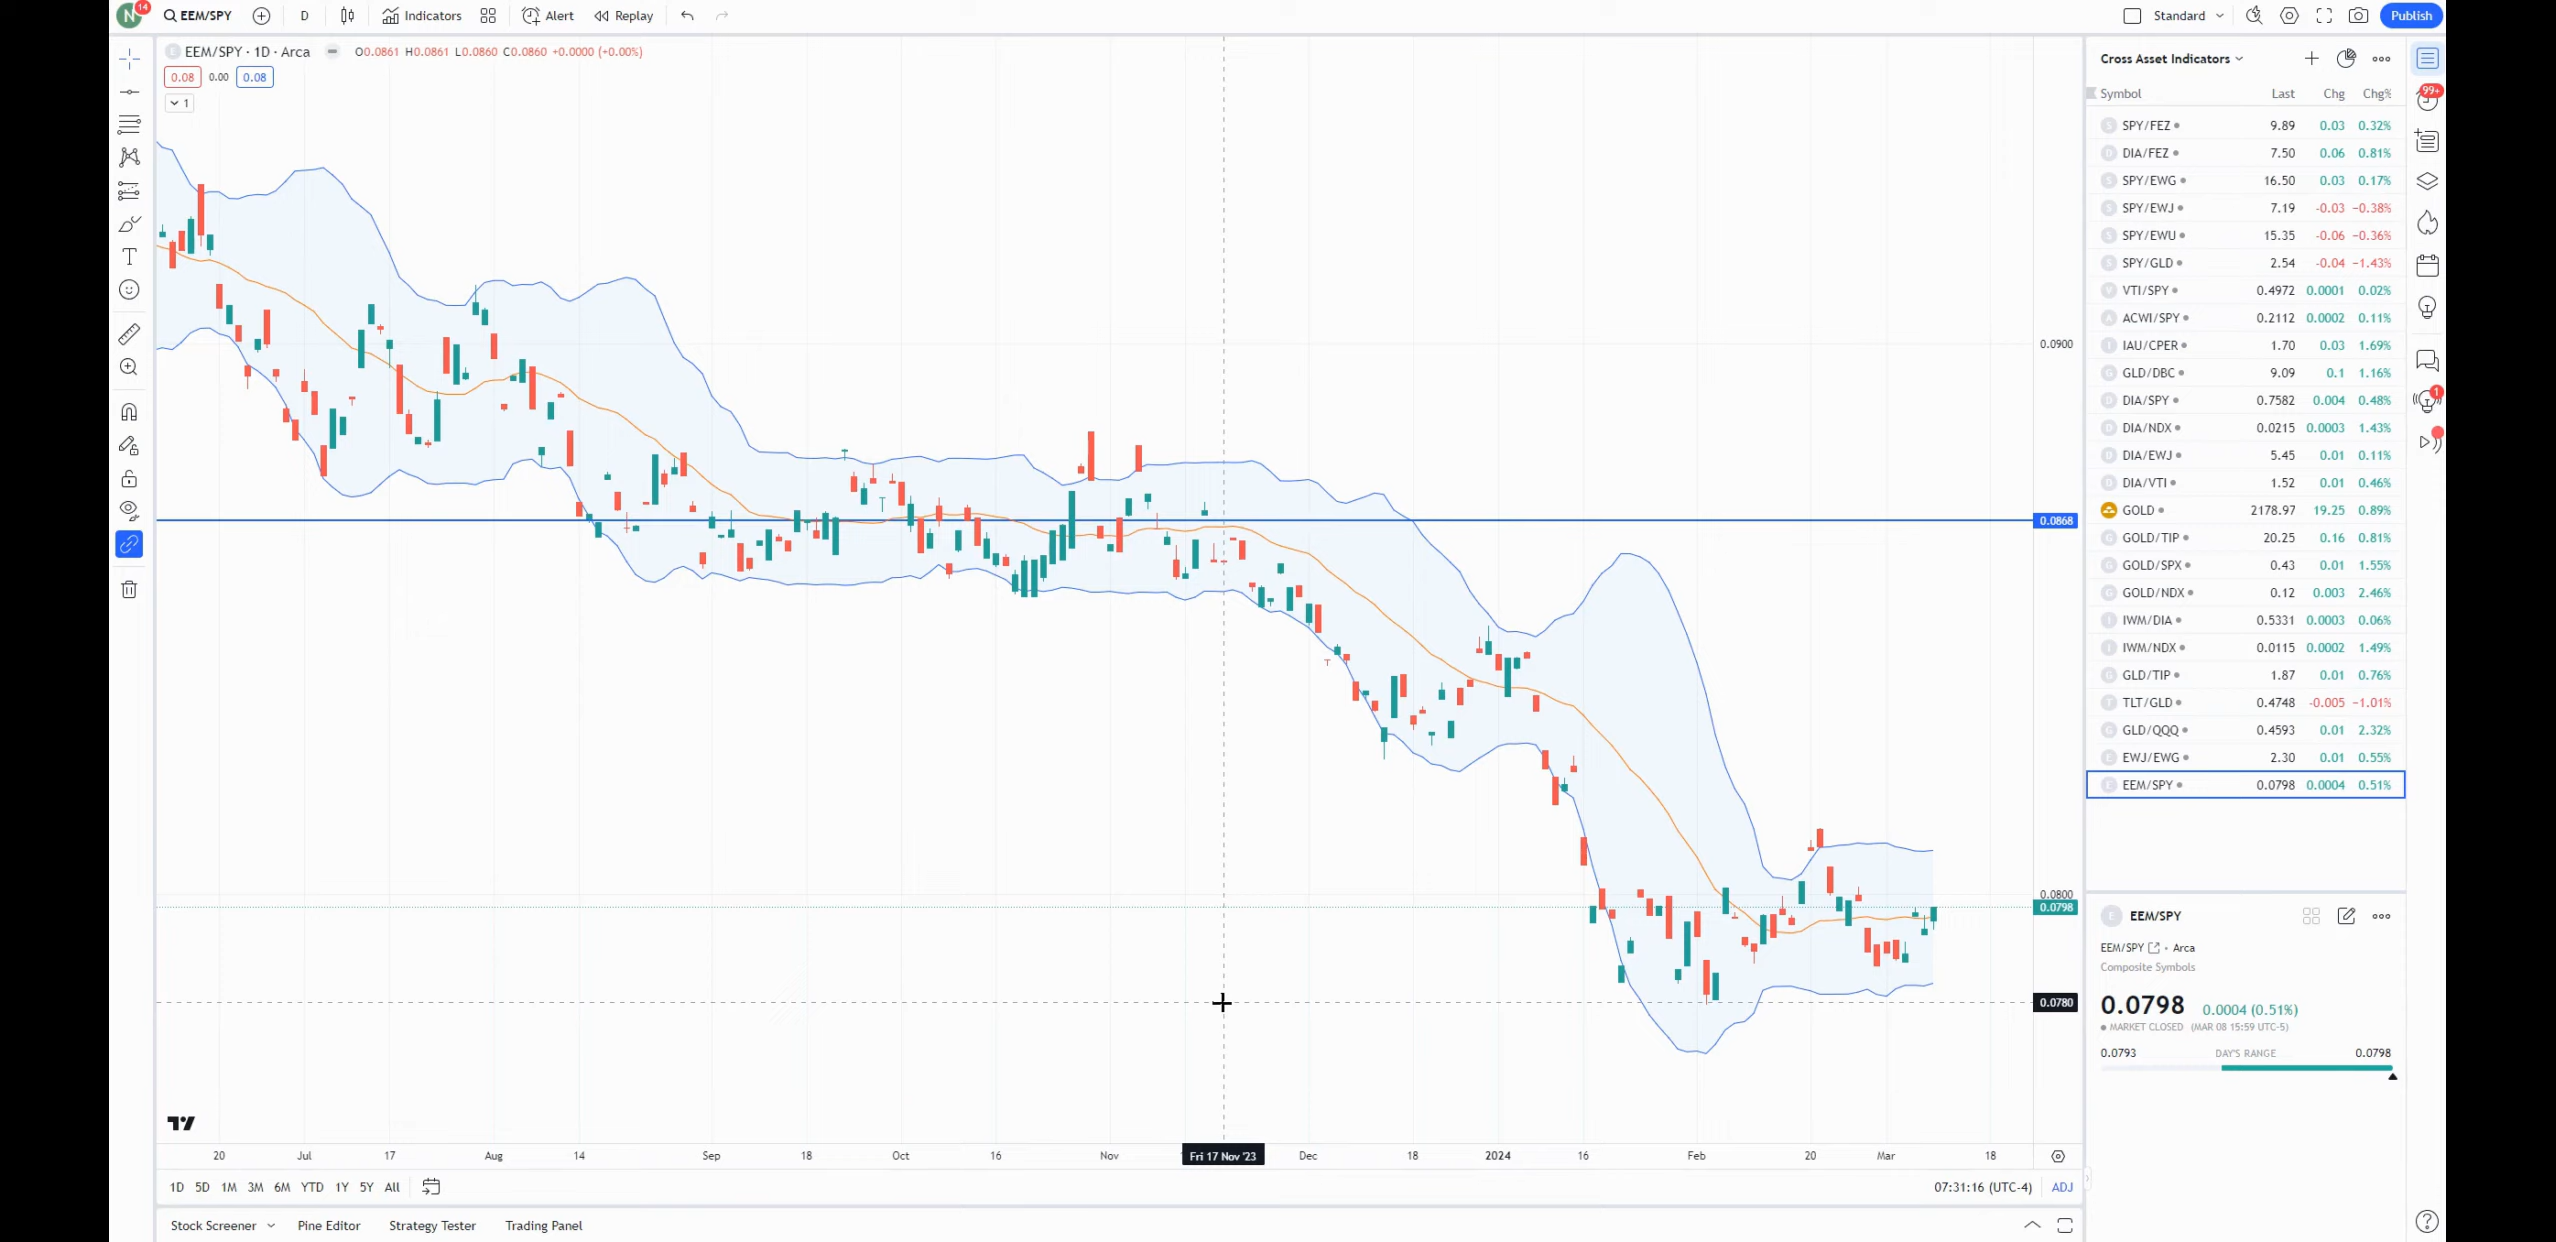 N 14 EEM/SPY D Indicators Alert Replay Standard Publish
EEM/SPY · 1D · Arca O0.0861 H0.0861 L0.0860 C0.0860 +0.0000 (+0.00%)
0.08 0.00 0.08
1
0.0900
0.0868
0.0800
0.0798
0.0780
20 Jul 17 Aug 14 Sep 18 Oct 16 Nov Fri 17 Nov '23 Dec 18 2024 16 Feb 20 Mar 18
1D 5D 1M 3M 6M YTD 1Y 5Y All 07:31:16 (UTC-4) ADJ
Stock Screener Pine Editor Strategy Tester Trading Panel
Cross Asset Indicators
Symbol Last Chg Chg%
SPY/FEZ 9.89 0.03 0.32%
DIA/FEZ 7.50 0.06 0.81%
SPY/EWG 16.50 0.03 0.17%
SPY/EWJ 7.19 -0.03 −0.38%
SPY/EWU 15.35 -0.06 −0.36%
SPY/GLD 2.54 -0.04 −1.43%
VTI/SPY 0.4972 0.0001 0.02%
ACWI/SPY 0.2112 0.0002 0.11%
IAU/CPER 1.70 0.03 1.69%
GLD/DBC 9.09 0.1 1.16%
DIA/SPY 0.7582 0.004 0.48%
DIA/NDX 0.0215 0.0003 1.43%
DIA/EWJ 5.45 0.01 0.11%
DIA/VTI 1.52 0.01 0.46%
GOLD 2178.97 19.25 0.89%
GOLD/TIP 20.25 0.16 0.81%
GOLD/SPX 0.43 0.01 1.55%
GOLD/NDX 0.12 0.003 2.46%
IWM/DIA 0.5331 0.0003 0.06%
IWM/NDX 0.0115 0.0002 1.49%
GLD/TIP 1.87 0.01 0.76%
TLT/GLD 0.4748 -0.005 −1.01%
GLD/QQQ 0.4593 0.01 2.32%
EWJ/EWG 2.30 0.01 0.55%
EEM/SPY 0.0798 0.0004 0.51%
EEM/SPY
EEM/SPY · Arca
Composite Symbols
0.0798 0.0004 (0.51%)
MARKET CLOSED (MAR 08 15:59 UTC-5)
0.0793 DAY'S RANGE 0.0798
99+
1